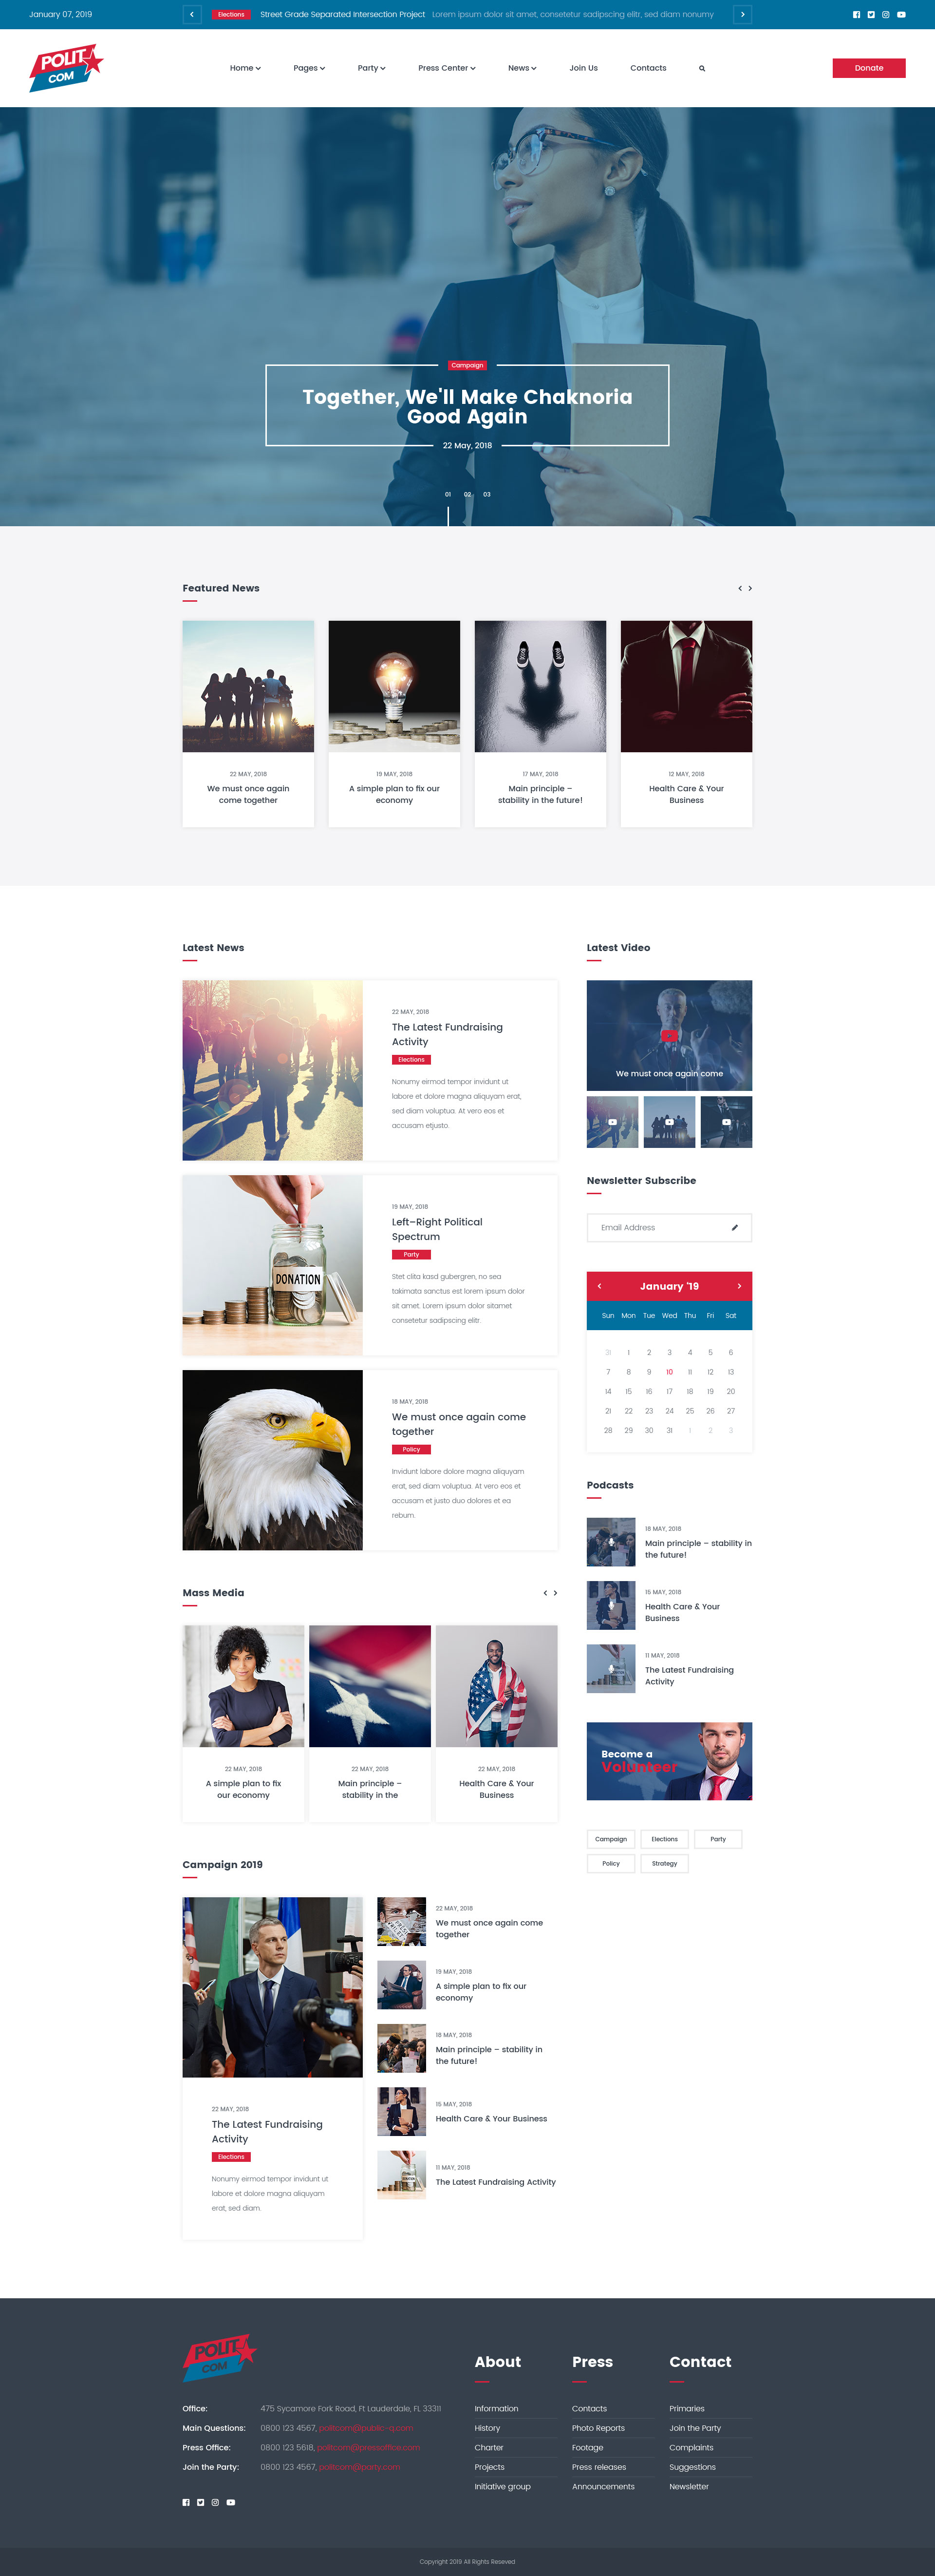 January 07, 2019
Elections Street Grade Separated Intersection Project Lorem ipsum dolor sit amet, consetetur sadipscing elitr, sed diam nonumy
POLIT
COM
Home Pages Party Press Center News Join Us Contacts
Donate
Campaign
Together, We'll Make Chaknoria
Good Again
22 May, 2018
01 02 03
Featured News
22 MAY, 2018
We must once again
come together
19 MAY, 2018
A simple plan to fix our
economy
17 MAY, 2018
Main principle –
stability in the future!
12 MAY, 2018
Health Care & Your
Business
Latest News
22 MAY, 2018
The Latest Fundraising
Activity
Elections
Nonumy eirmod tempor invidunt ut
labore et dolore magna aliquyam erat,
sed diam voluptua. At vero eos et
accusam etjusto.
DONATION
19 MAY, 2018
Left–Right Political
Spectrum
Party
Stet clita kasd gubergren, no sea
takimata sanctus est lorem ipsum dolor
sit amet. Lorem ipsum dolor sitamet
consetetur sadipscing elitr.
18 MAY, 2018
We must once again come
together
Policy
Invidunt labore dolore magna aliquyam
erat, sed diam voluptua. At vero eos et
accusam et justo duo dolores et ea
rebum.
Mass Media
22 MAY, 2018
A simple plan to fix
our economy
22 MAY, 2018
Main principle –
stability in the
22 MAY, 2018
Health Care & Your
Business
Campaign 2019
22 MAY, 2018
The Latest Fundraising
Activity
Elections
Nonumy eirmod tempor invidunt ut
labore et dolore magna aliquyam
erat, sed diam
22 MAY, 2018
We must once again come
together
19 MAY, 2018
A simple plan to fix our
economy
18 MAY, 2018
Main principle – stability in
the future!
15 MAY, 2018
Health Care & Your Business
11 MAY, 2018
The Latest Fundraising Activity
Latest Video
We must once again come
Newsletter Subscribe
Email Address
January '19
Sun Mon Tue Wed Thu Fri Sat
31 1 2 3 4 5 6
7 8 9 10 11 12 13
14 15 16 17 18 19 20
21 22 23 24 25 26 27
28 29 30 31 1 2 3
Podcasts
18 MAY, 2018
Main principle – stability in
the future!
15 MAY, 2018
Health Care & Your
Business
11 MAY, 2018
The Latest Fundraising
Activity
Become a
Volunteer
Campaign Elections Party
Policy Strategy
POLIT
COM
Office: 475 Sycamore Fork Road, Ft Lauderdale, FL 33311
Main Questions: 0800 123 4567, politcom@public-q.com
Press Office: 0800 123 5618, politcom@pressoffice.com
Join the Party: 0800 123 4567, politcom@party.com
About
Information
History
Charter
Projects
Initiative group
Press
Contacts
Photo Reports
Footage
Press releases
Announcements
Contact
Primaries
Join the Party
Complaints
Suggestions
Newsletter
Copyright 2019 All Rights Reseved